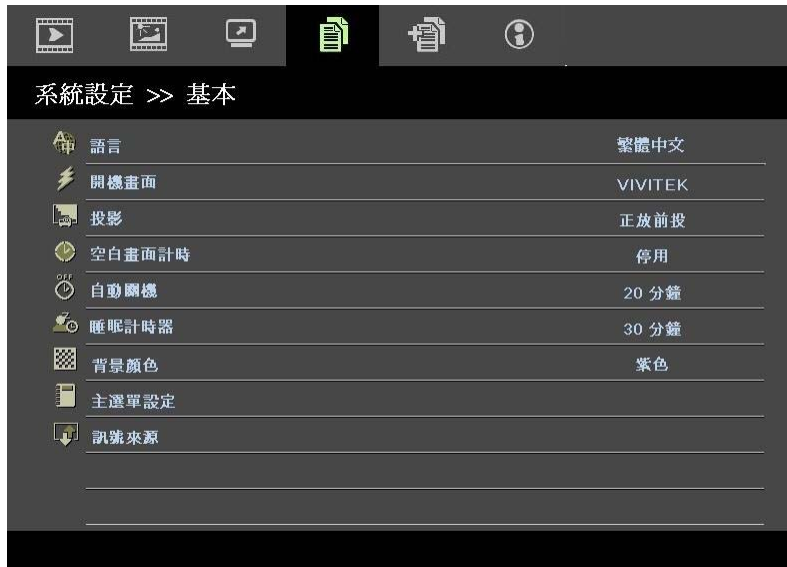 系統設定 >> 基本
語言 繁體中文
開機畫面 VIVITEK
投影 正放前投
空白畫面計時 停用
自動關機 20 分鐘
睡眠計時器 30 分鐘
背景顏色 紫色
主選單設定
訊號來源